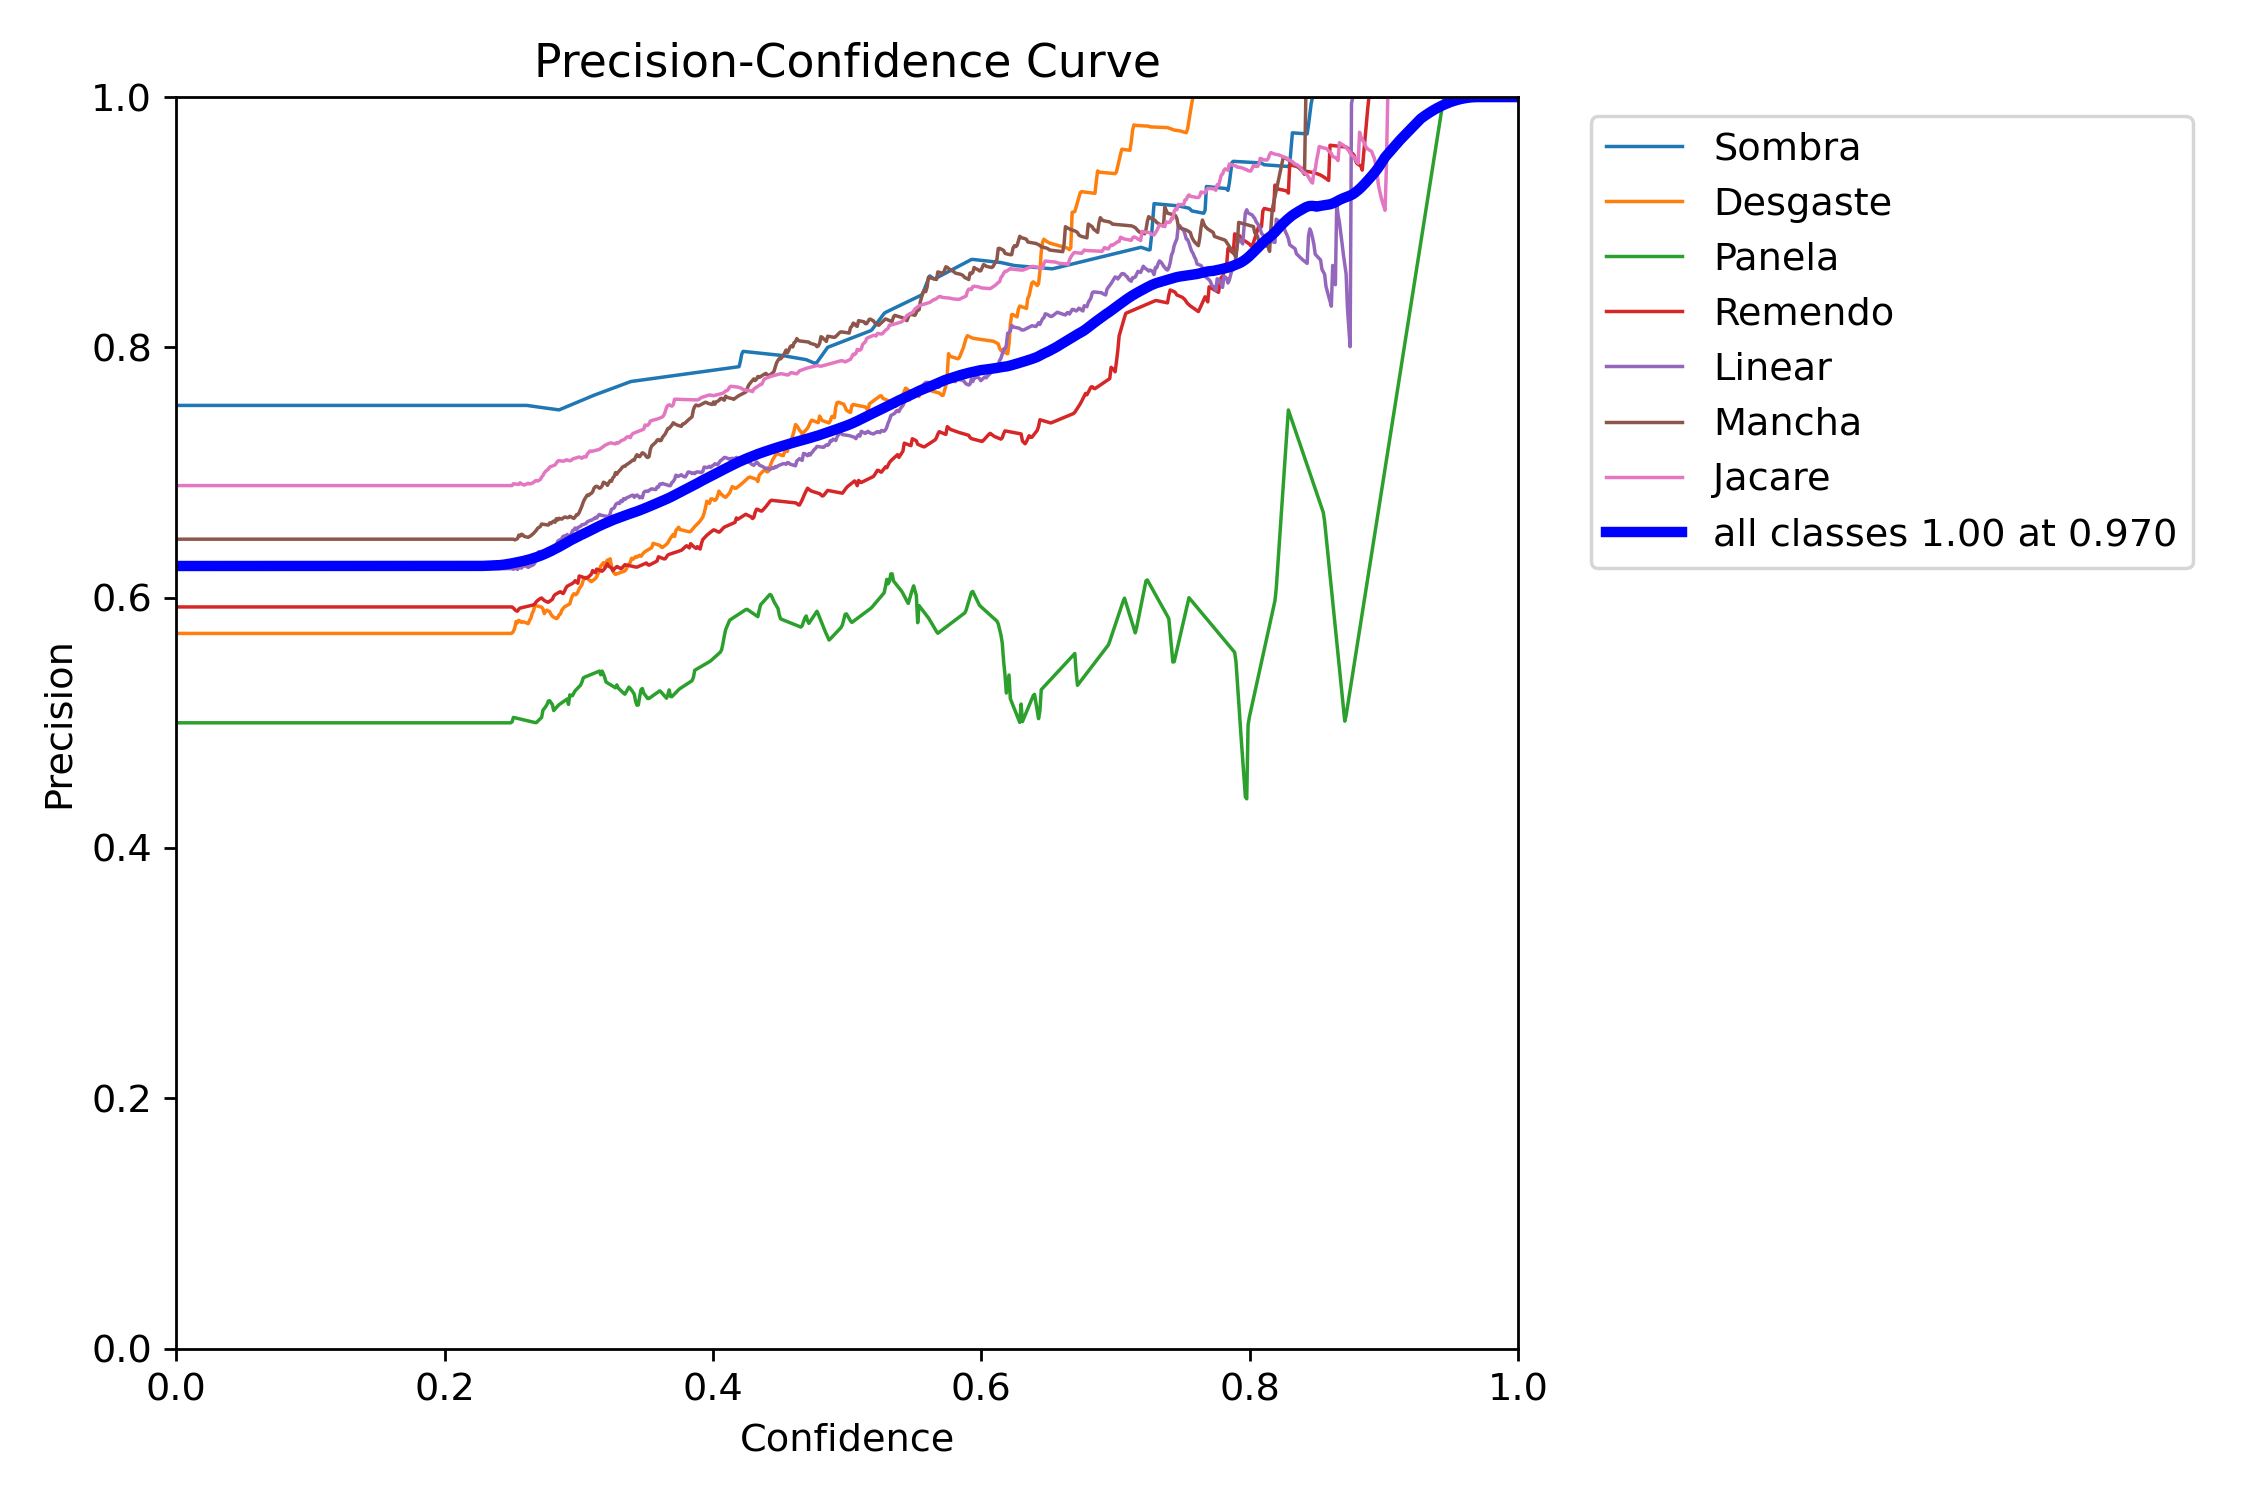 Precision-Confidence Curve
1.0
0.8
0.6
0.4
0.2
0.0
Precision
0.0 0.2 0.4 0.6 0.8 1.0
Confidence
Sombra
Desgaste
Panela
Remendo
Linear
Mancha
Jacare
all classes 1.00 at 0.970